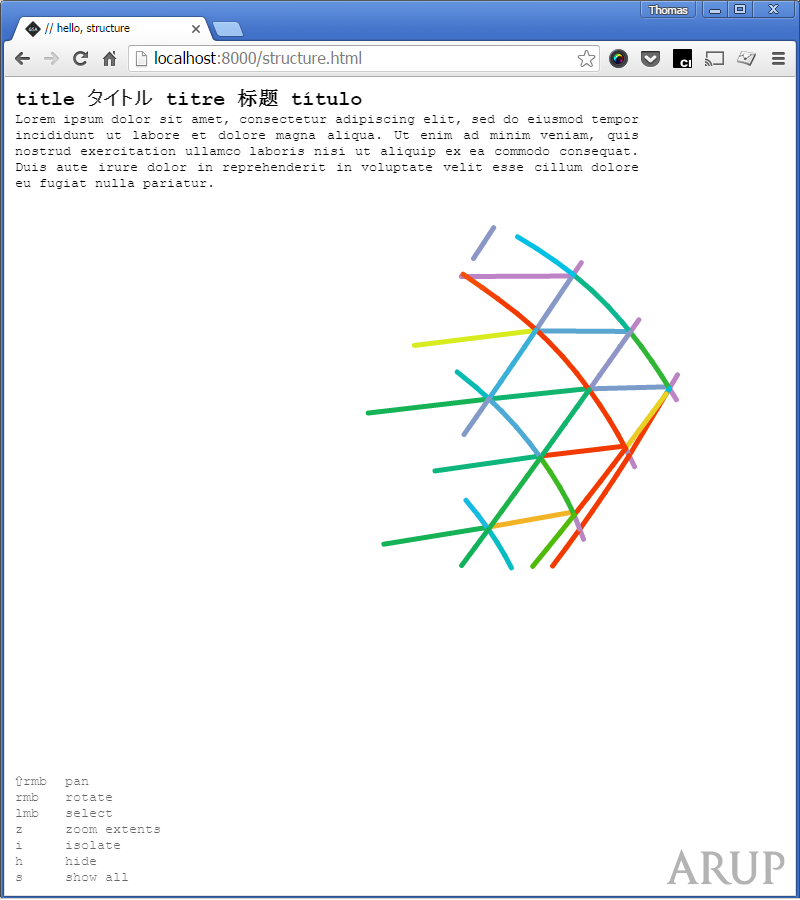 Thomas
// hello, structure
localhost:8000/structure.html
title タイトル titre 标题 título
Lorem ipsum dolor sit amet, consectetur adipiscing elit, sed do eiusmod tempor
incididunt ut labore et dolore magna aliqua. Ut enim ad minim veniam, quis
nostrud exercitation ullamco laboris nisi ut aliquip ex ea commodo consequat.
Duis aute irure dolor in reprehenderit in voluptate velit esse cillum dolore
eu fugiat nulla pariatur.
⇧rmb pan
rmb rotate
lmb select
z zoom extents
i isolate
h hide
s show all
ARUP